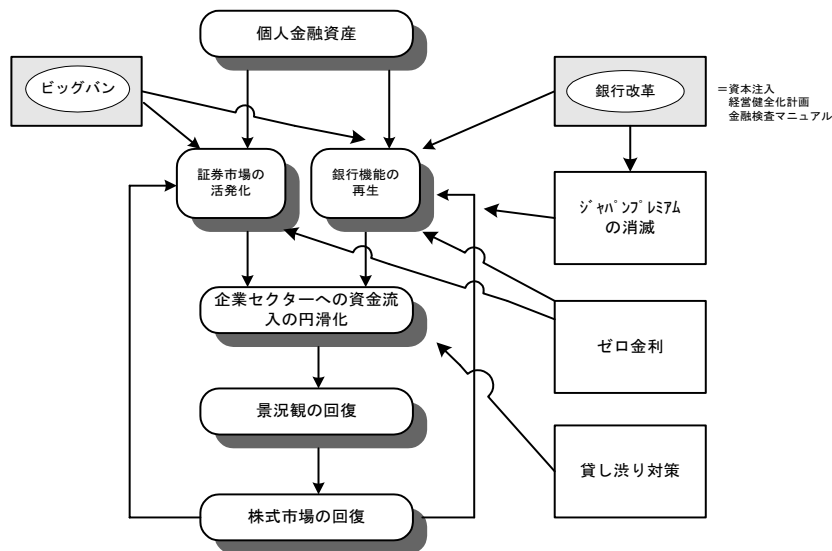 個人金融資産
ビッグバン
銀行改革
＝資本注入
経営健全化計画
金融検査マニュアル
証券市場の
活発化
銀行機能の
再生
ｼﾞｬﾊﾟﾝﾌﾟﾚﾐｱﾑ
の消滅
企業セクターへの資金流
入の円滑化
ゼロ金利
景況観の回復
貸し渋り対策
株式市場の回復